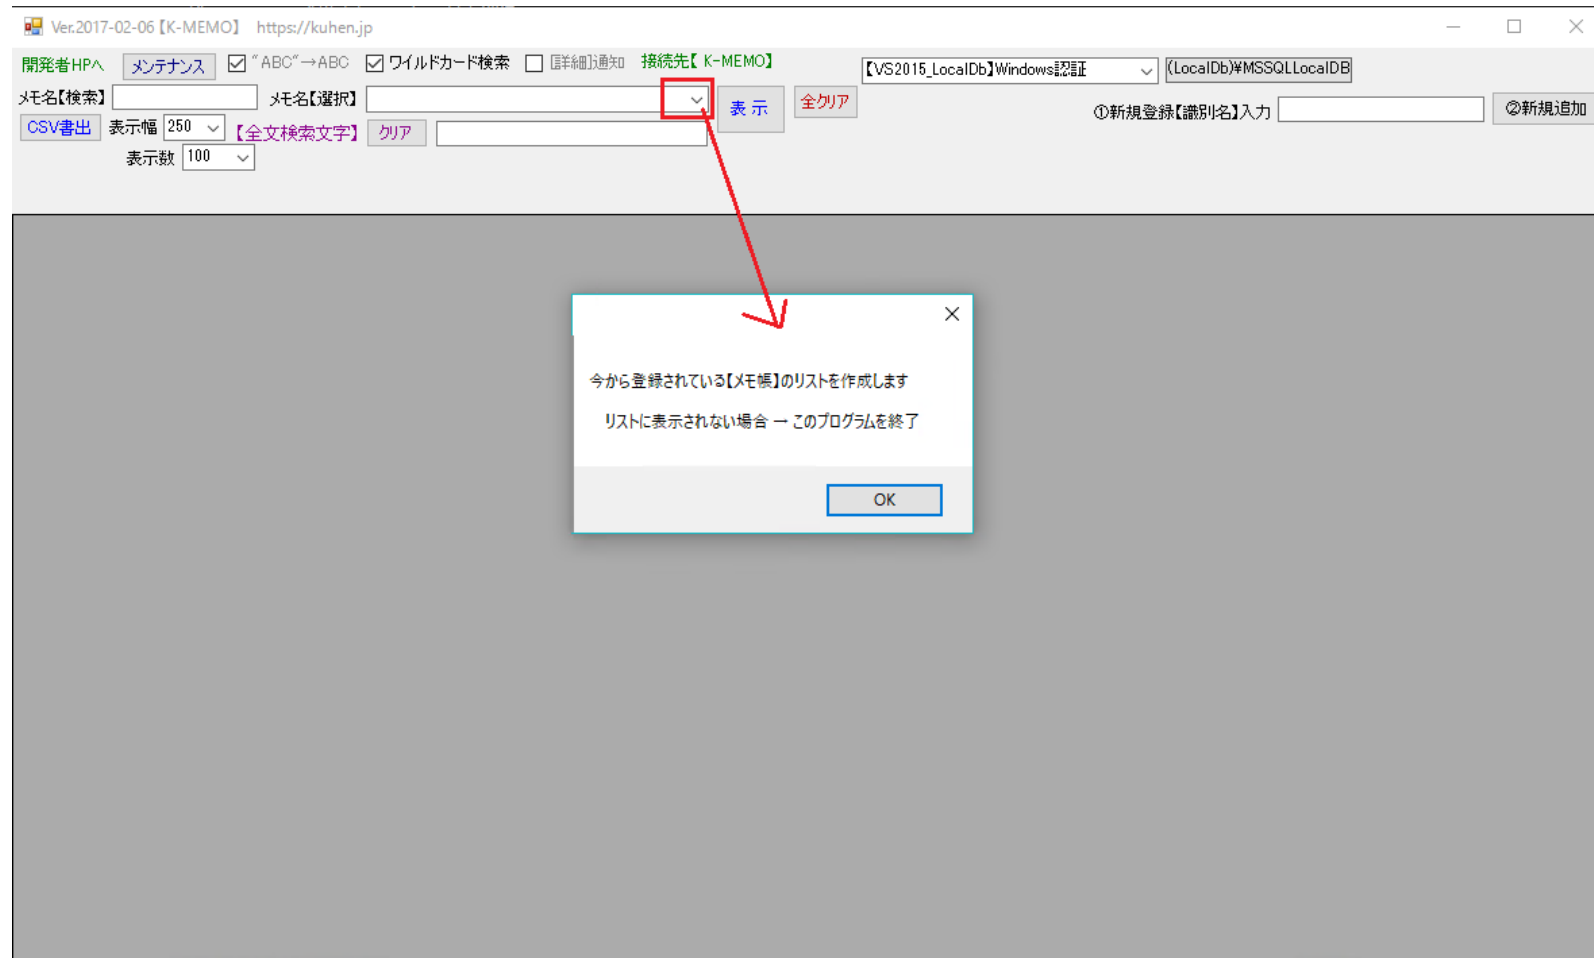 Ver.2017-02-06【K-MEMO】 https://kuhen.jp
開発者HPへ メンテナンス “ABC”→ABC ワイルドカード検索 [詳細]通知 接続先【 K-MEMO】 【VS2015_LocalDb】Windows認証 (LocalDb)¥MSSQLLocalDB
メモ名【検索】 メモ名【選択】 表 示 全クリア ①新規登録【識別名】入力 ②新規追加
CSV書出 表示幅 250 【全文検索文字】 クリア
表示数 100
今から登録されている【メモ帳】のリストを作成します
リストに表示されない場合 → このプログラムを終了
OK